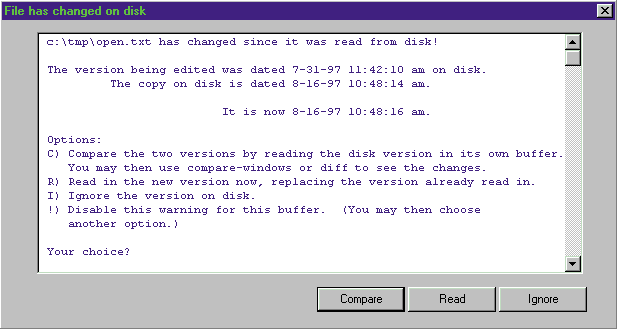 File has changed on disk
c:\tmp\open.txt has changed since it was read from disk!
The version being edited was dated 7-31-97 11:42:10 am on disk.
The copy on disk is dated 8-16-97 10:48:14 am.
It is now 8-16-97 10:48:16 am.
Options:
C) Compare the two versions by reading the disk version in its own buffer.
You may then use compare-windows or diff to see the changes.
R) Read in the new version now, replacing the version already read in.
I) Ignore the version on disk.
!) Disable this warning for this buffer.  (You may then choose
another option.)
Your choice?
Compare Read Ignore